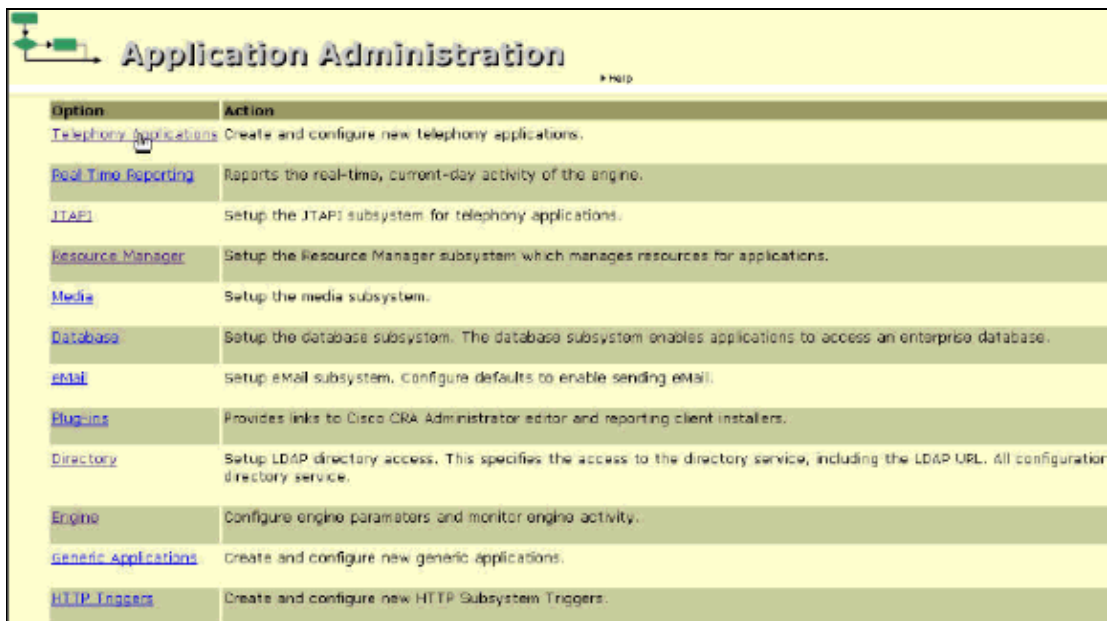 Application Administration
Help
Option Action
Telephony Applications Create and configure new telephony applications.
Real Time Reporting Reports the real-time, current-day activity of the engine.
JTAPI Setup the JTAPI subsystem for telephony applications.
Resource Manager Setup the Resource Manager subsystem which manages resources for applications.
Media Setup the media subsystem.
Database Setup the database subsystem. The database subsystem enables applications to access an enterprise database.
eMail Setup eMail subsystem. Configure defaults to enable sending eMail.
Plug-ins Provides links to Cisco CRA Administrator editor and reporting client installers.
Directory Setup LDAP directory access. This specifies the access to the directory service, including the LDAP URL. All configuration
directory service.
Engine Configure engine parameters and monitor engine activity.
Generic Applications Create and configure new generic applications.
HTTP Triggers Create and configure new HTTP Subsystem Triggers.